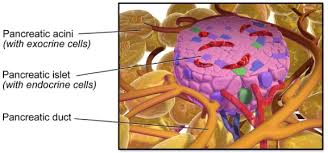 Pancreatic acini
(with exocrine cells)
Pancreatic islet
(with endocrine cells)
Pancreatic duct